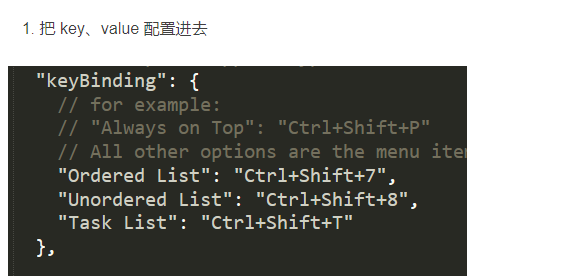 1. 把 key、value 配置进去
"keyBinding": {
// for example:
// "Always on Top": "Ctrl+Shift+P"
// All other options are the menu
"Ordered List": "Ctrl+Shift+7",
"Unordered List": "Ctrl+Shift+8",
"Task List": "Ctrl+Shift+T"
},